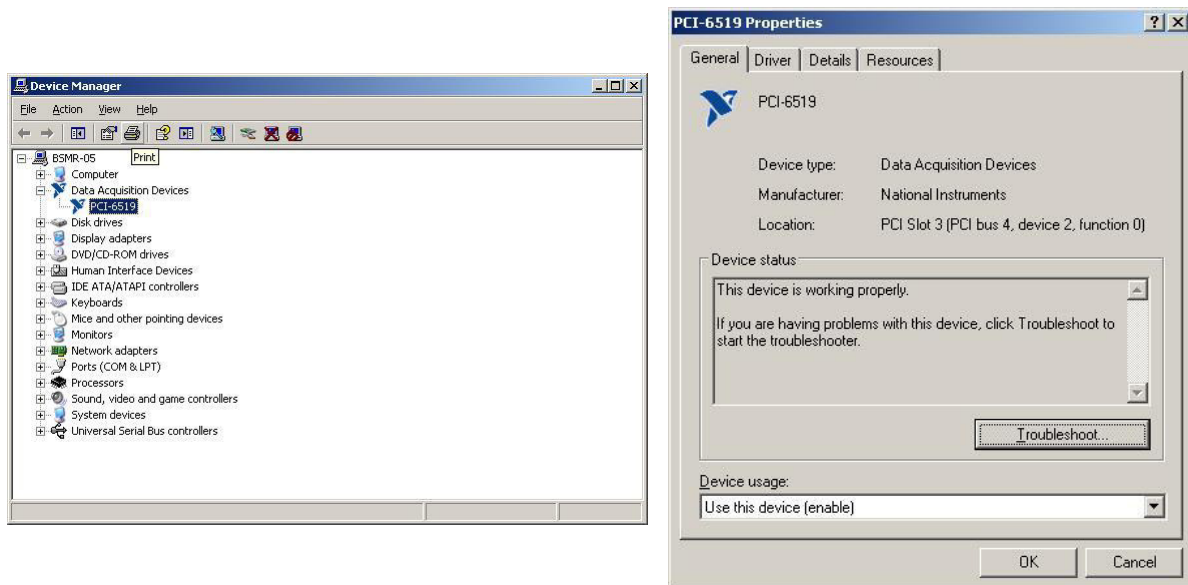 Device Manager
File Action View Help
BSMR-05
Print
Computer
Data Acquisition Devices
PCI-6519
Disk drives
Display adapters
DVD/CD-ROM drives
Human Interface Devices
IDE ATA/ATAPI controllers
Keyboards
Mice and other pointing devices
Monitors
Network adapters
Ports (COM & LPT)
Processors
Sound, video and game controllers
System devices
Universal Serial Bus controllers
PCI-6519 Properties
General Driver Details Resources
PCI-6519
Device type: Data Acquisition Devices
Manufacturer: National Instruments
Location: PCI Slot 3 (PCI bus 4, device 2, function 0)
Device status
This device is working properly.
If you are having problems with this device, click Troubleshoot to
start the troubleshooter.
Troubleshoot...
Device usage:
Use this device (enable)
OK Cancel